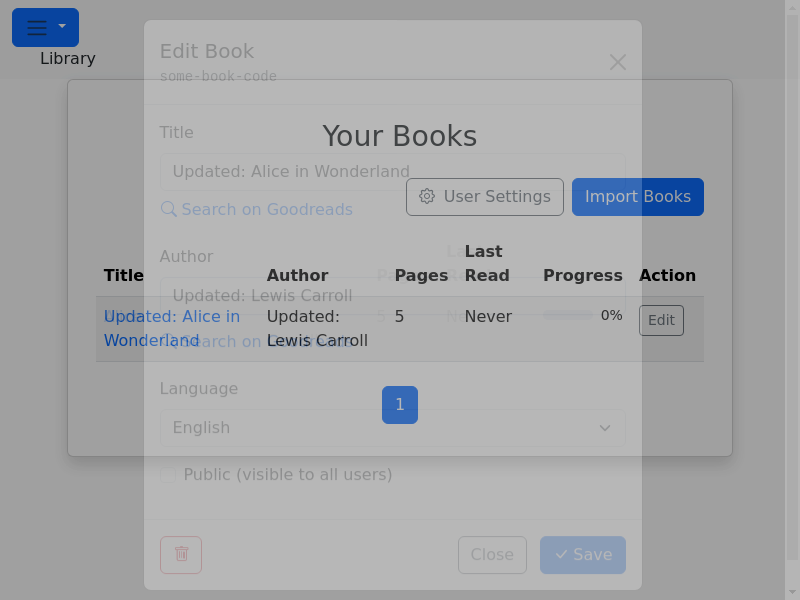 Library
Edit Book
some-book-code
Your Books
Title
Updated: Alice in Wonderland
Search on Goodreads
User Settings
Import Books
Author
Updated: Lewis Carroll
Search on Goodreads
Title Author Pages Last Read Progress Action
Updated: Alice in Wonderland Updated: Lewis Carroll 5 Never 0% Edit
1
Language
English
Public (visible to all users)
Close
Save